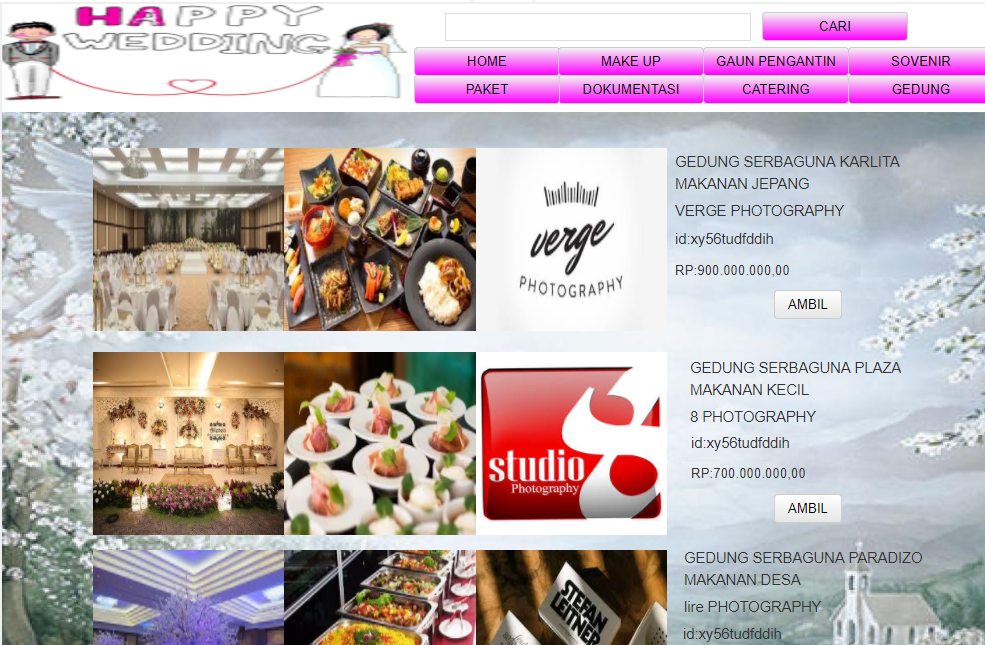 HAPPY
WEDDING
CARI
HOME MAKE UP GAUN PENGANTIN SOVENIR
PAKET DOKUMENTASI CATERING GEDUNG
verge
PHOTOGRAPHY
GEDUNG SERBAGUNA KARLITA
MAKANAN JEPANG
VERGE PHOTOGRAPHY
id:xy56tudfddih
RP:900.000.000,00
AMBIL
studio 8
Photography
GEDUNG SERBAGUNA PLAZA
MAKANAN KECIL
8 PHOTOGRAPHY
id:xy56tudfddih
RP:700.000.000,00
AMBIL
STEFAN
LEITNER
GEDUNG SERBAGUNA PARADIZO
MAKANAN DESA
lire PHOTOGRAPHY
id:xy56tudfddih